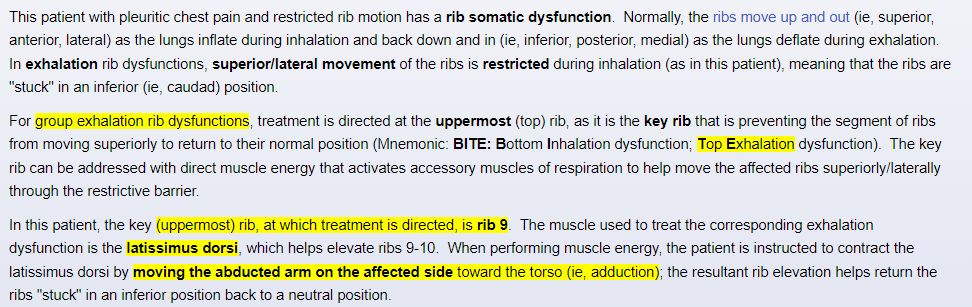 This patient with pleuritic chest pain and restricted rib motion has a rib somatic dysfunction.  Normally, the ribs move up and out (ie, superior,
anterior, lateral) as the lungs inflate during inhalation and back down and in (ie, inferior, posterior, medial) as the lungs deflate during exhalation.
In exhalation rib dysfunctions, superior/lateral movement of the ribs is restricted during inhalation (as in this patient), meaning that the ribs are
"stuck" in an inferior (ie, caudad) position.
For group exhalation rib dysfunctions, treatment is directed at the uppermost (top) rib, as it is the key rib that is preventing the segment of ribs
from moving superiorly to return to their normal position (Mnemonic: BITE: Bottom Inhalation dysfunction; Top Exhalation dysfunction).  The key
rib can be addressed with direct muscle energy that activates accessory muscles of respiration to help move the affected ribs superiorly/laterally
through the restrictive barrier.
In this patient, the key (uppermost) rib, at which treatment is directed, is rib 9.  The muscle used to treat the corresponding exhalation
dysfunction is the latissimus dorsi, which helps elevate ribs 9-10.  When performing muscle energy, the patient is instructed to contract the
latissimus dorsi by moving the abducted arm on the affected side toward the torso (ie, adduction); the resultant rib elevation helps return the
ribs "stuck" in an inferior position back to a neutral position.